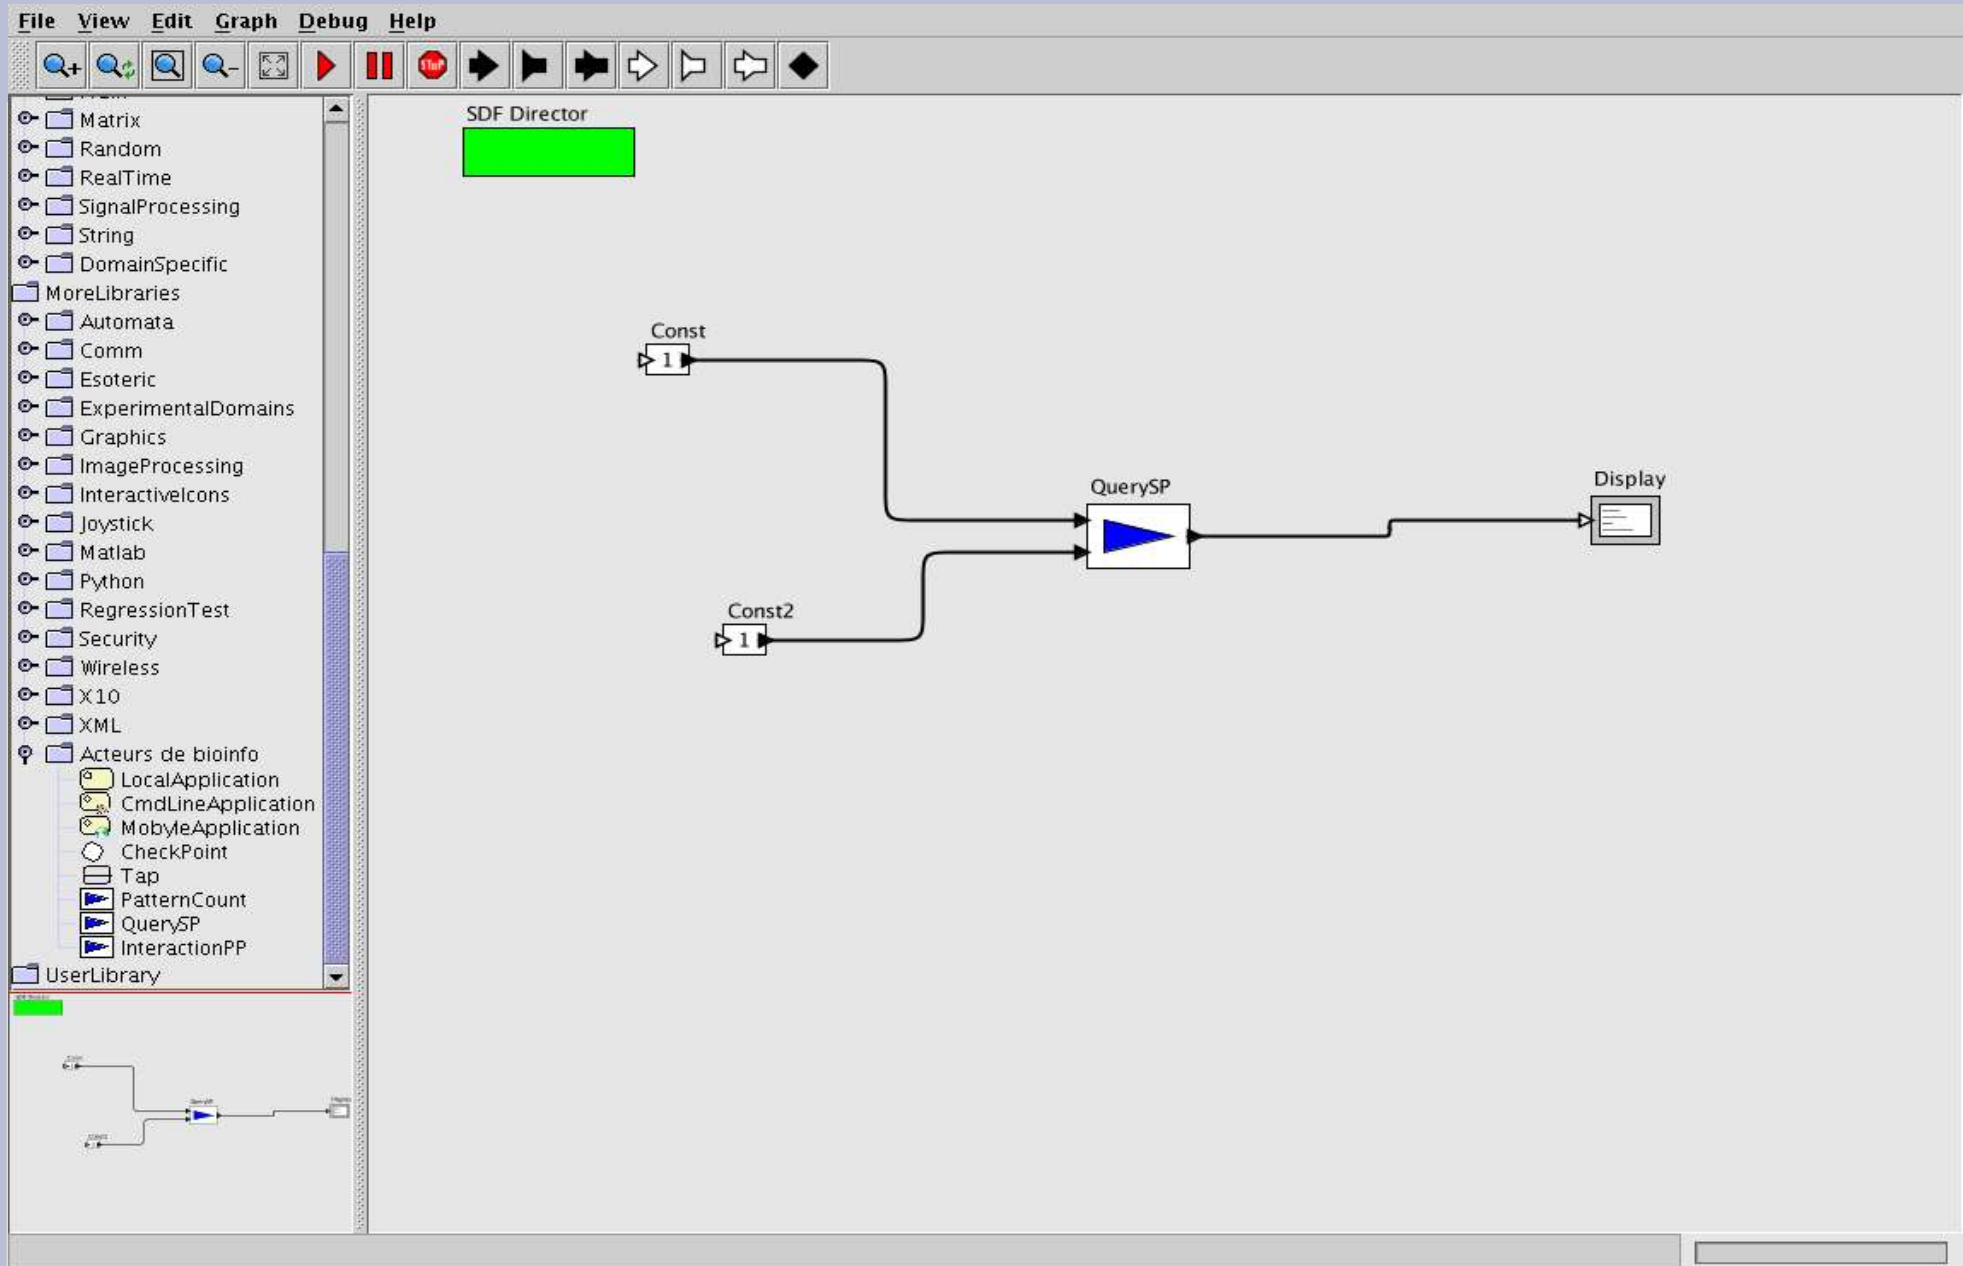 File View Edit Graph Debug Help
STOP
Matrix
Random
RealTime
SignalProcessing
String
DomainSpecific
MoreLibraries
Automata
Comm
Esoteric
ExperimentalDomains
Graphics
ImageProcessing
InteractiveIcons
Joystick
Matlab
Python
RegressionTest
Security
Wireless
X10
XML
Acteurs de bioinfo
LocalApplication
CmdLineApplication
MobyleApplication
CheckPoint
Tap
PatternCount
QuerySP
InteractionPP
UserLibrary
SDF Director
Const
1
QuerySP
Display
Const2
1